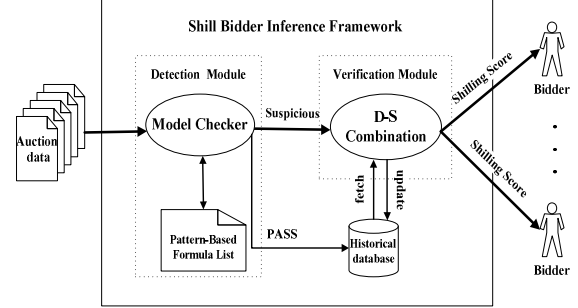 Shill Bidder Inference Framework
Detection Module
Verification Module
Auction
data
Model Checker
Suspicious
D-S
Combination
Shilling Score
Bidder
Shilling Score
Bidder
fetch
update
Pattern-Based
Formula List
PASS
Historical
database